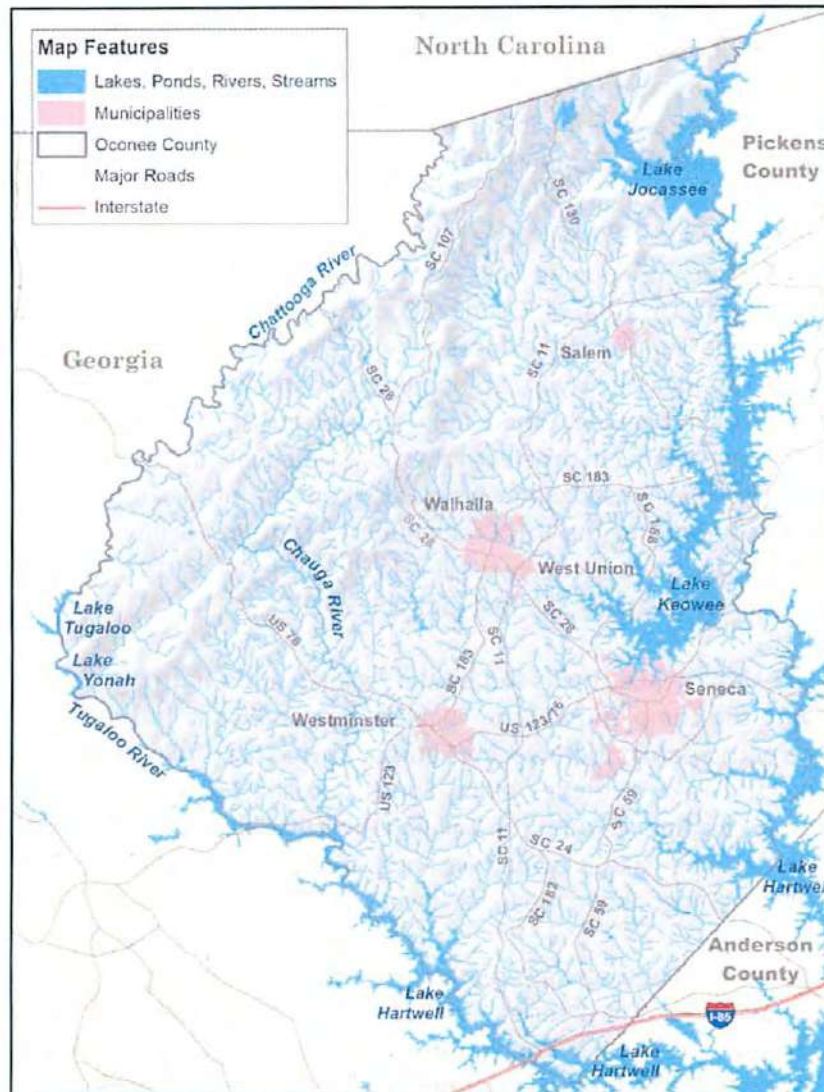 North Carolina
Map Features
Lakes, Ponds, Rivers, Streams
Municipalities
Oconee County
Major Roads
Interstate
Pickens
County
Lake
Jocassee
SC 130
SC 107
Chattooga River
Georgia
Salem
SC 11
SC 28
SC 183
SC 188
Walhalla
SC 28
West Union
Chauga River
Lake
Keowee
Lake
Tugaloo
US 76
SC 28
SC 183
SC 11
Lake
Yonah
Seneca
Westminster
US 123/76
Tugaloo River
US 123
SC 59
SC 11
SC 24
Lake
Hartwell
SC 182
SC 59
Anderson
County
Lake
Hartwell
I-85
Lake
Hartwell